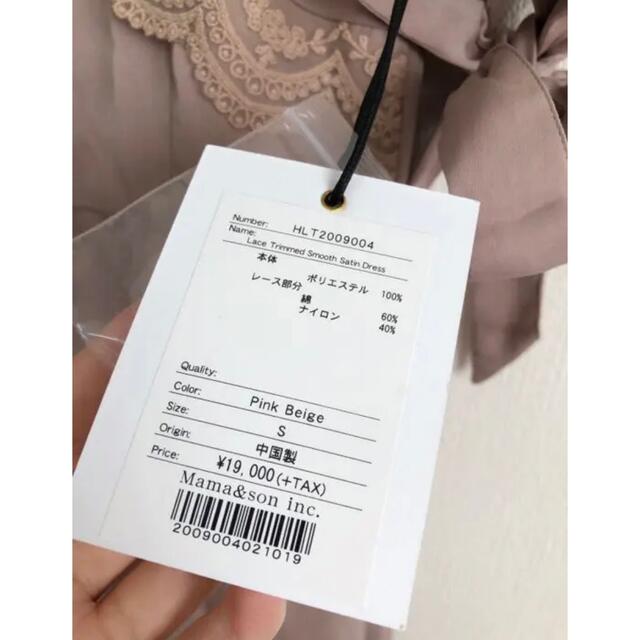 Number: HLT2009004
Name: Lace Trimmed Smooth Satin Dress
本体 ポリエステル 100%
レース部分
綿 60%
ナイロン 40%
Quality:
Color: Pink Beige
Size: S
Origin: 中国製
Price: ¥19,000(+TAX)
Mama&son inc.
2009004021019